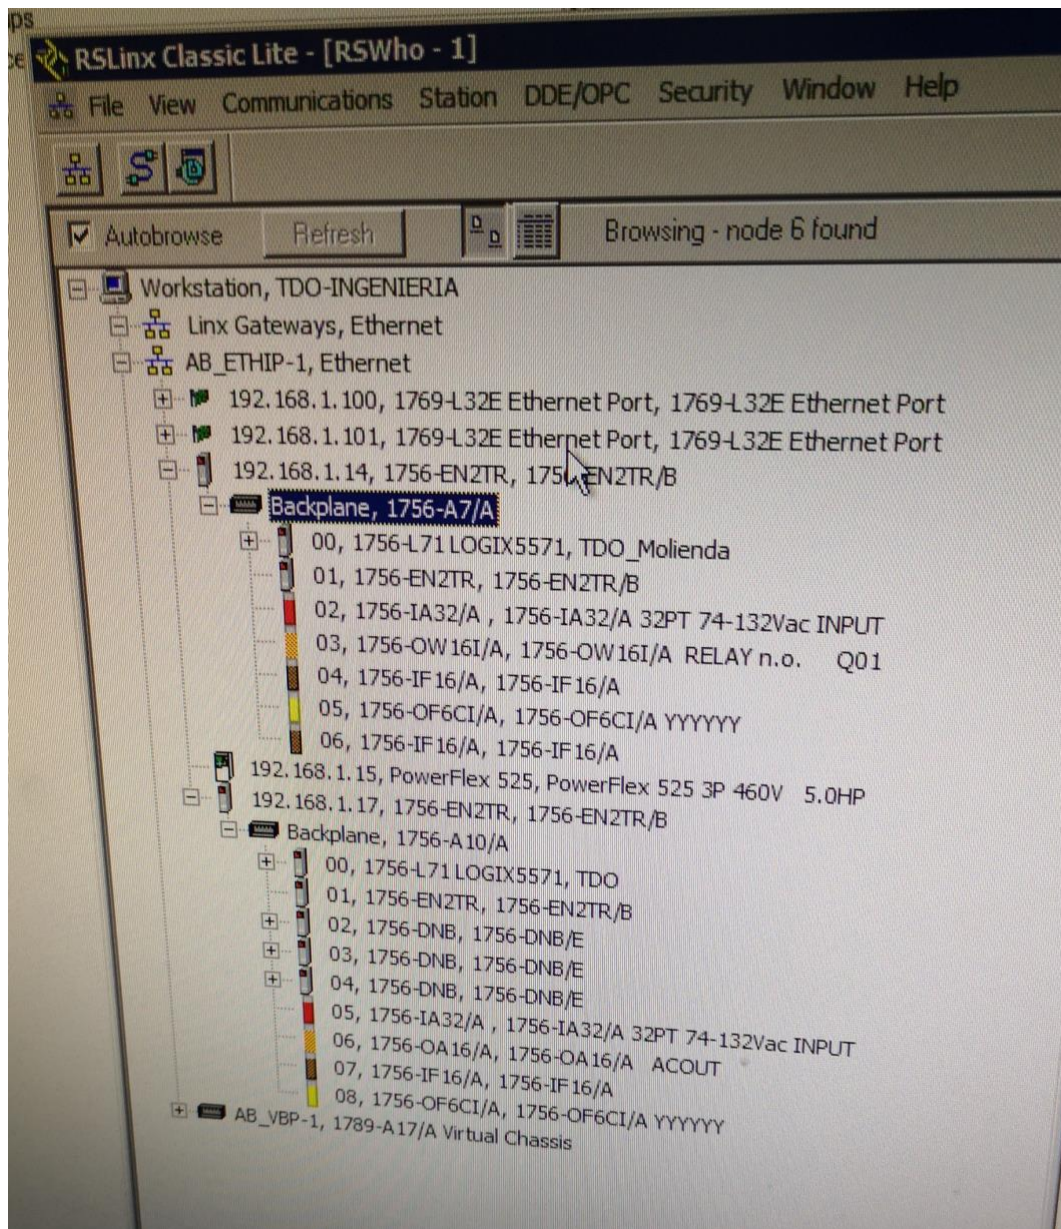 ps
RSLinx Classic Lite - [RSWho - 1]
File View Communications Station DDE/OPC Security Window Help
Autobrowse Refresh Browsing - node 6 found
Workstation, TDO-INGENIERIA
Linx Gateways, Ethernet
AB_ETHIP-1, Ethernet
192.168.1.100, 1769-L32E Ethernet Port, 1769-L32E Ethernet Port
192.168.1.101, 1769-L32E Ethernet Port, 1769-L32E Ethernet Port
192.168.1.14, 1756-EN2TR, 1756-EN2TR/B
Backplane, 1756-A7/A
00, 1756-L71 LOGIX5571, TDO_Molienda
01, 1756-EN2TR, 1756-EN2TR/B
02, 1756-IA32/A , 1756-IA32/A 32PT 74-132Vac INPUT
03, 1756-OW16I/A, 1756-OW16I/A RELAY n.o. Q01
04, 1756-IF16/A, 1756-IF16/A
05, 1756-OF6CI/A, 1756-OF6CI/A YYYYYY
06, 1756-IF16/A, 1756-IF16/A
192.168.1.15, PowerFlex 525, PowerFlex 525 3P 460V 5.0HP
192.168.1.17, 1756-EN2TR, 1756-EN2TR/B
Backplane, 1756-A10/A
00, 1756-L71 LOGIX5571, TDO
01, 1756-EN2TR, 1756-EN2TR/B
02, 1756-DNB, 1756-DNB/E
03, 1756-DNB, 1756-DNB/E
04, 1756-DNB, 1756-DNB/E
05, 1756-IA32/A , 1756-IA32/A 32PT 74-132Vac INPUT
06, 1756-OA16/A, 1756-OA16/A ACOUT
07, 1756-IF16/A, 1756-IF16/A
08, 1756-OF6CI/A, 1756-OF6CI/A YYYYYY
AB_VBP-1, 1789-A17/A Virtual Chassis